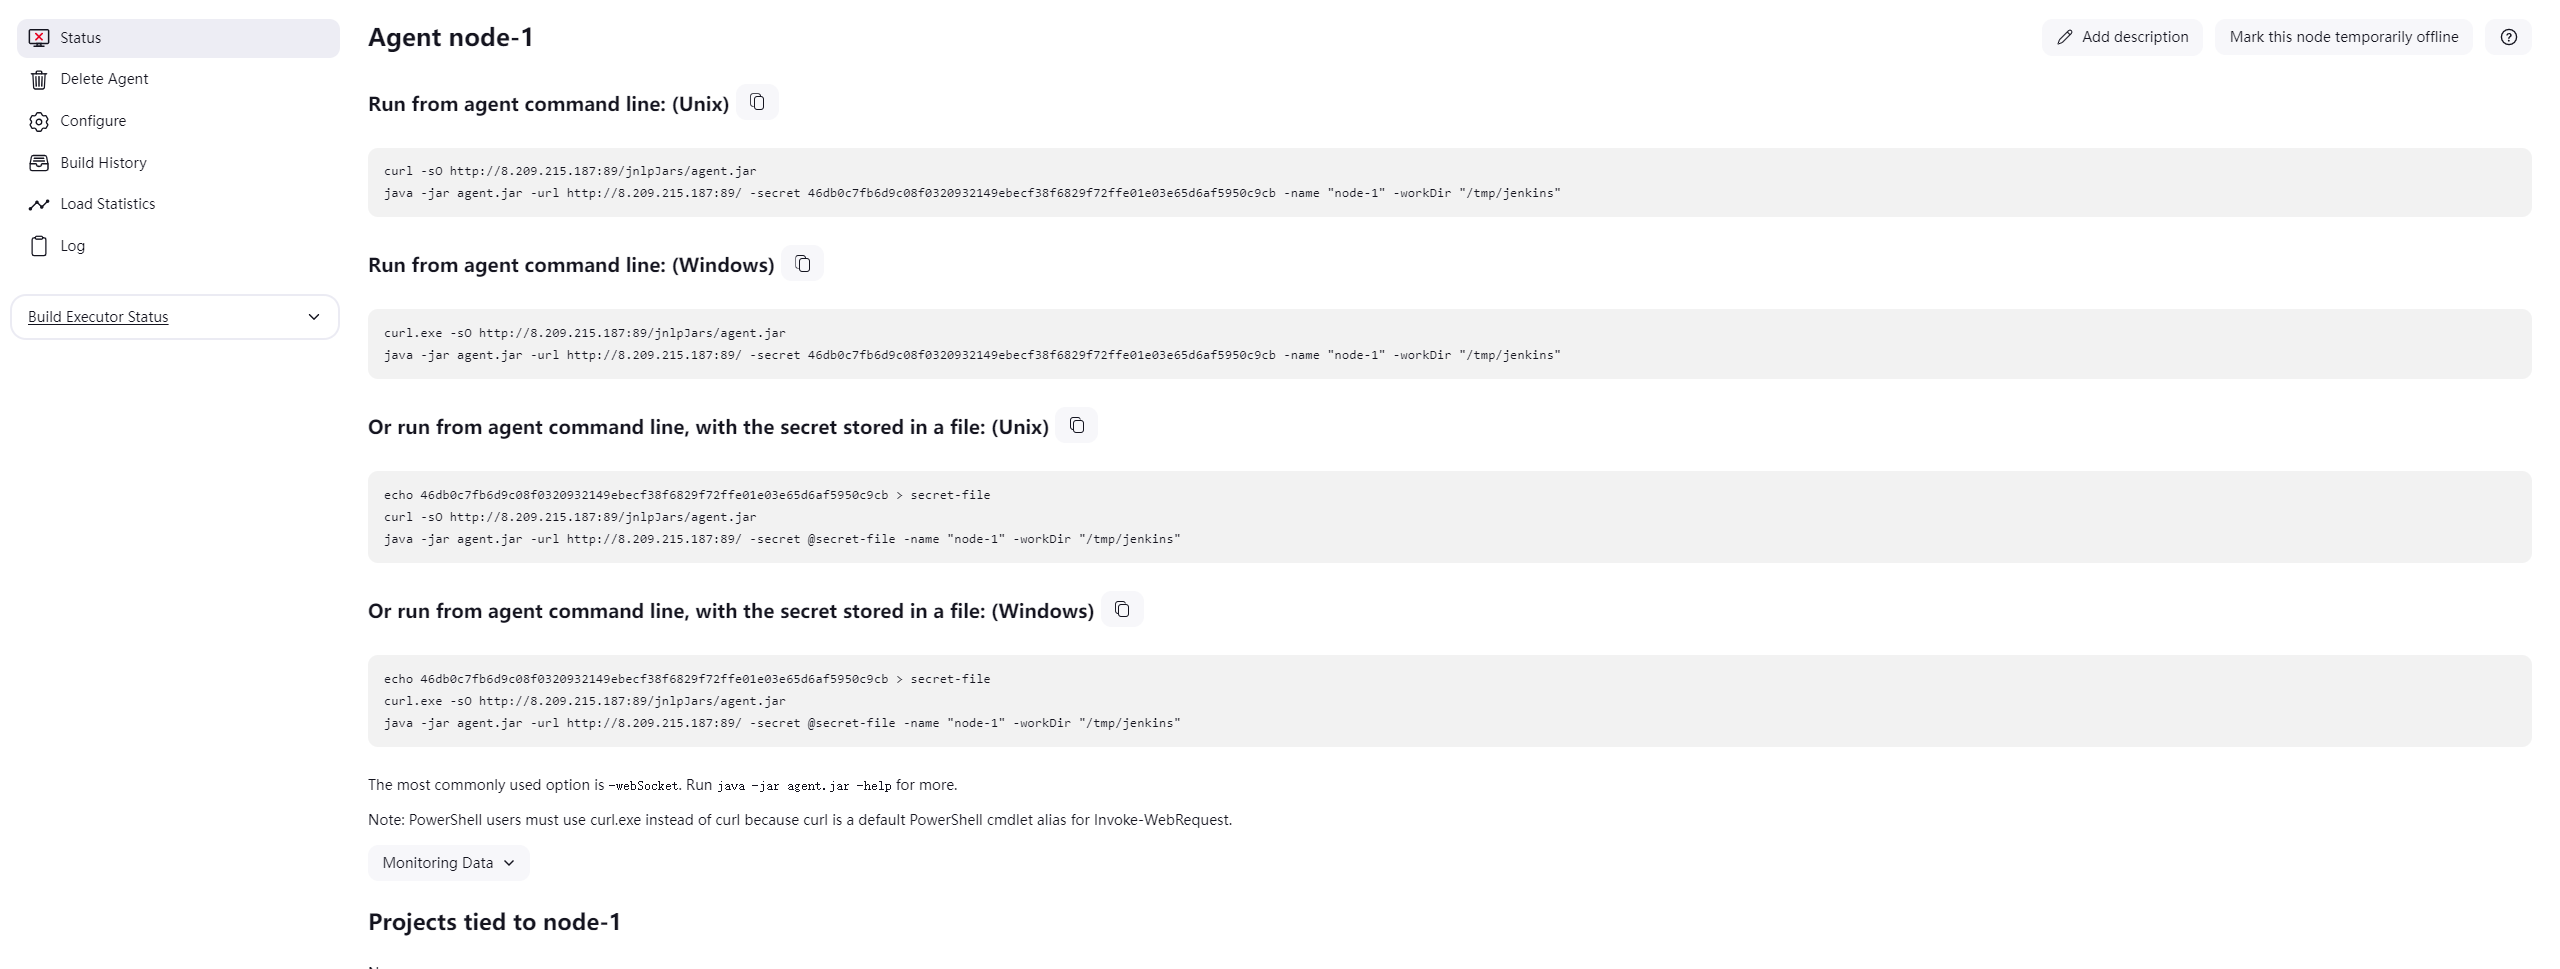 Status
Delete Agent
Configure
Build History
Load Statistics
Log
Build Executor Status
Agent node-1
Add description
Mark this node temporarily offline
Run from agent command line: (Unix)
curl -sO http://8.209.215.187:89/jnlpJars/agent.jar
java -jar agent.jar -url http://8.209.215.187:89/ -secret 46db0c7fb6d9c08f0320932149ebecf38f6829f72ffe01e03e65d6af5950c9cb -name "node-1" -workDir "/tmp/jenkins"
Run from agent command line: (Windows)
curl.exe -sO http://8.209.215.187:89/jnlpJars/agent.jar
java -jar agent.jar -url http://8.209.215.187:89/ -secret 46db0c7fb6d9c08f0320932149ebecf38f6829f72ffe01e03e65d6af5950c9cb -name "node-1" -workDir "/tmp/jenkins"
Or run from agent command line, with the secret stored in a file: (Unix)
echo 46db0c7fb6d9c08f0320932149ebecf38f6829f72ffe01e03e65d6af5950c9cb > secret-file
curl -sO http://8.209.215.187:89/jnlpJars/agent.jar
java -jar agent.jar -url http://8.209.215.187:89/ -secret @secret-file -name "node-1" -workDir "/tmp/jenkins"
Or run from agent command line, with the secret stored in a file: (Windows)
echo 46db0c7fb6d9c08f0320932149ebecf38f6829f72ffe01e03e65d6af5950c9cb > secret-file
curl.exe -sO http://8.209.215.187:89/jnlpJars/agent.jar
java -jar agent.jar -url http://8.209.215.187:89/ -secret @secret-file -name "node-1" -workDir "/tmp/jenkins"
The most commonly used option is -webSocket. Run java -jar agent.jar -help for more.
Note: PowerShell users must use curl.exe instead of curl because curl is a default PowerShell cmdlet alias for Invoke-WebRequest.
Monitoring Data
Projects tied to node-1